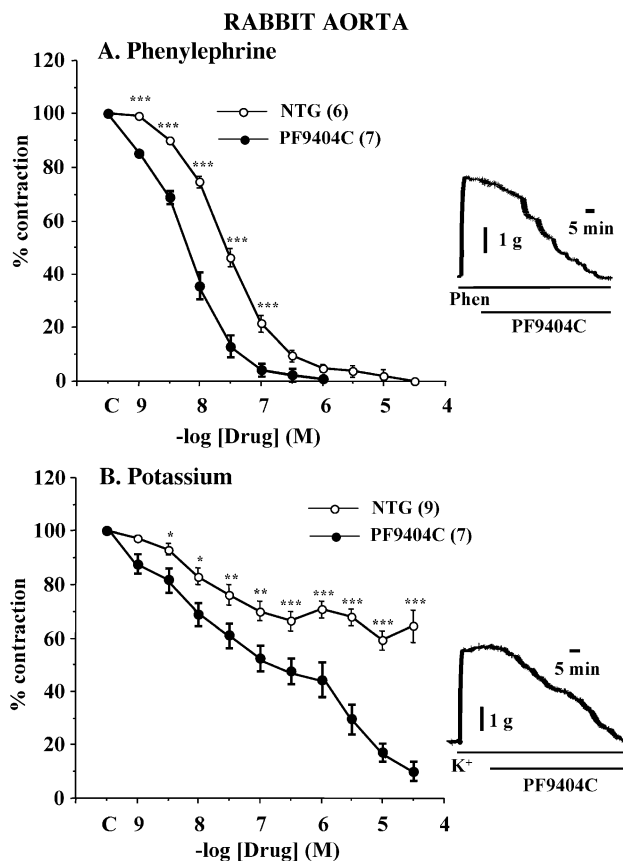 RABBIT AORTA
A. Phenylephrine
120
100
80
60
40
20
0
% contraction
***
***
***
***
***
NTG (6)
PF9404C (7)
C 9 8 7 6 5 4
-log [Drug] (M)
1 g
5 min
Phen
PF9404C
B. Potassium
120
100
80
60
40
20
0
% contraction
*
*
**
**
***
***
***
***
***
NTG (9)
PF9404C (7)
C 9 8 7 6 5 4
-log [Drug] (M)
5 min
1 g
K+
PF9404C